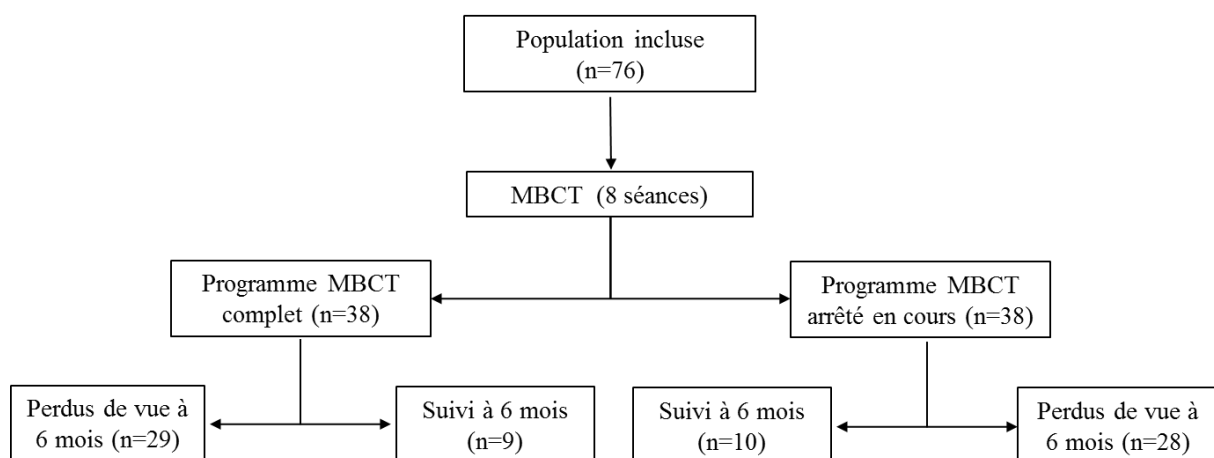 Population incluse
(n=76)
MBCT (8 séances)
Programme MBCT
complet (n=38)
Programme MBCT
arrêté en cours (n=38)
Perdus de vue à
6 mois (n=29)
Suivi à 6 mois
(n=9)
Suivi à 6 mois
(n=10)
Perdus de vue à
6 mois (n=28)